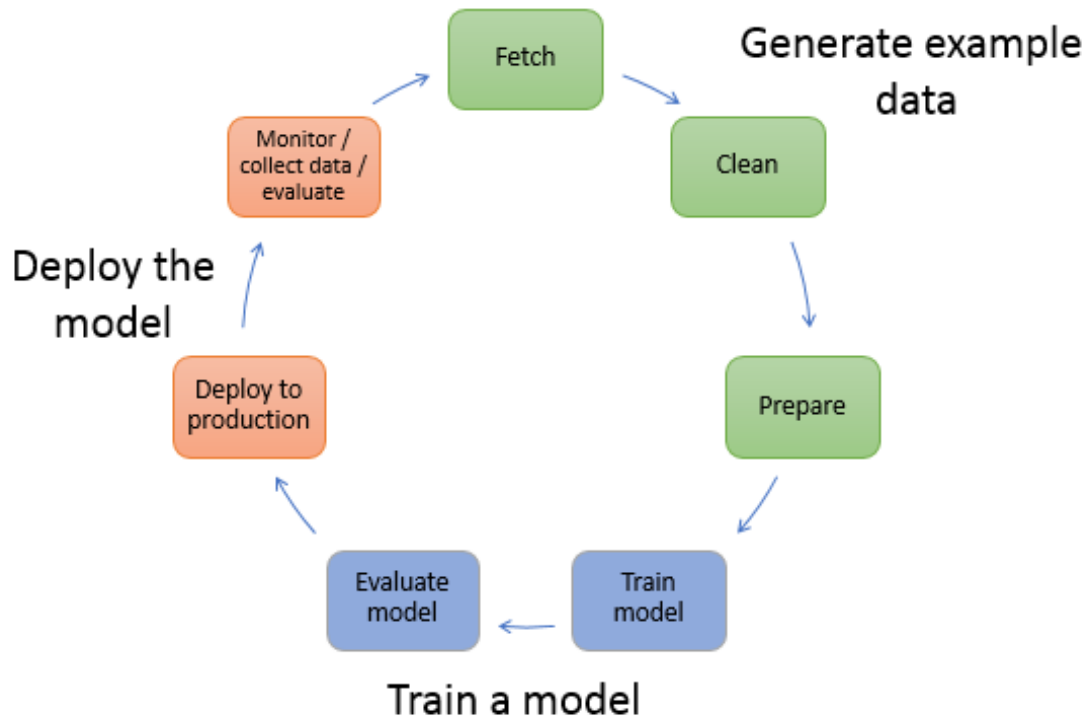 Fetch
Generate example
data
Clean
Prepare
Train
model
Train a model
Evaluate
model
Deploy to
production
Deploy the
model
Monitor /
collect data /
evaluate